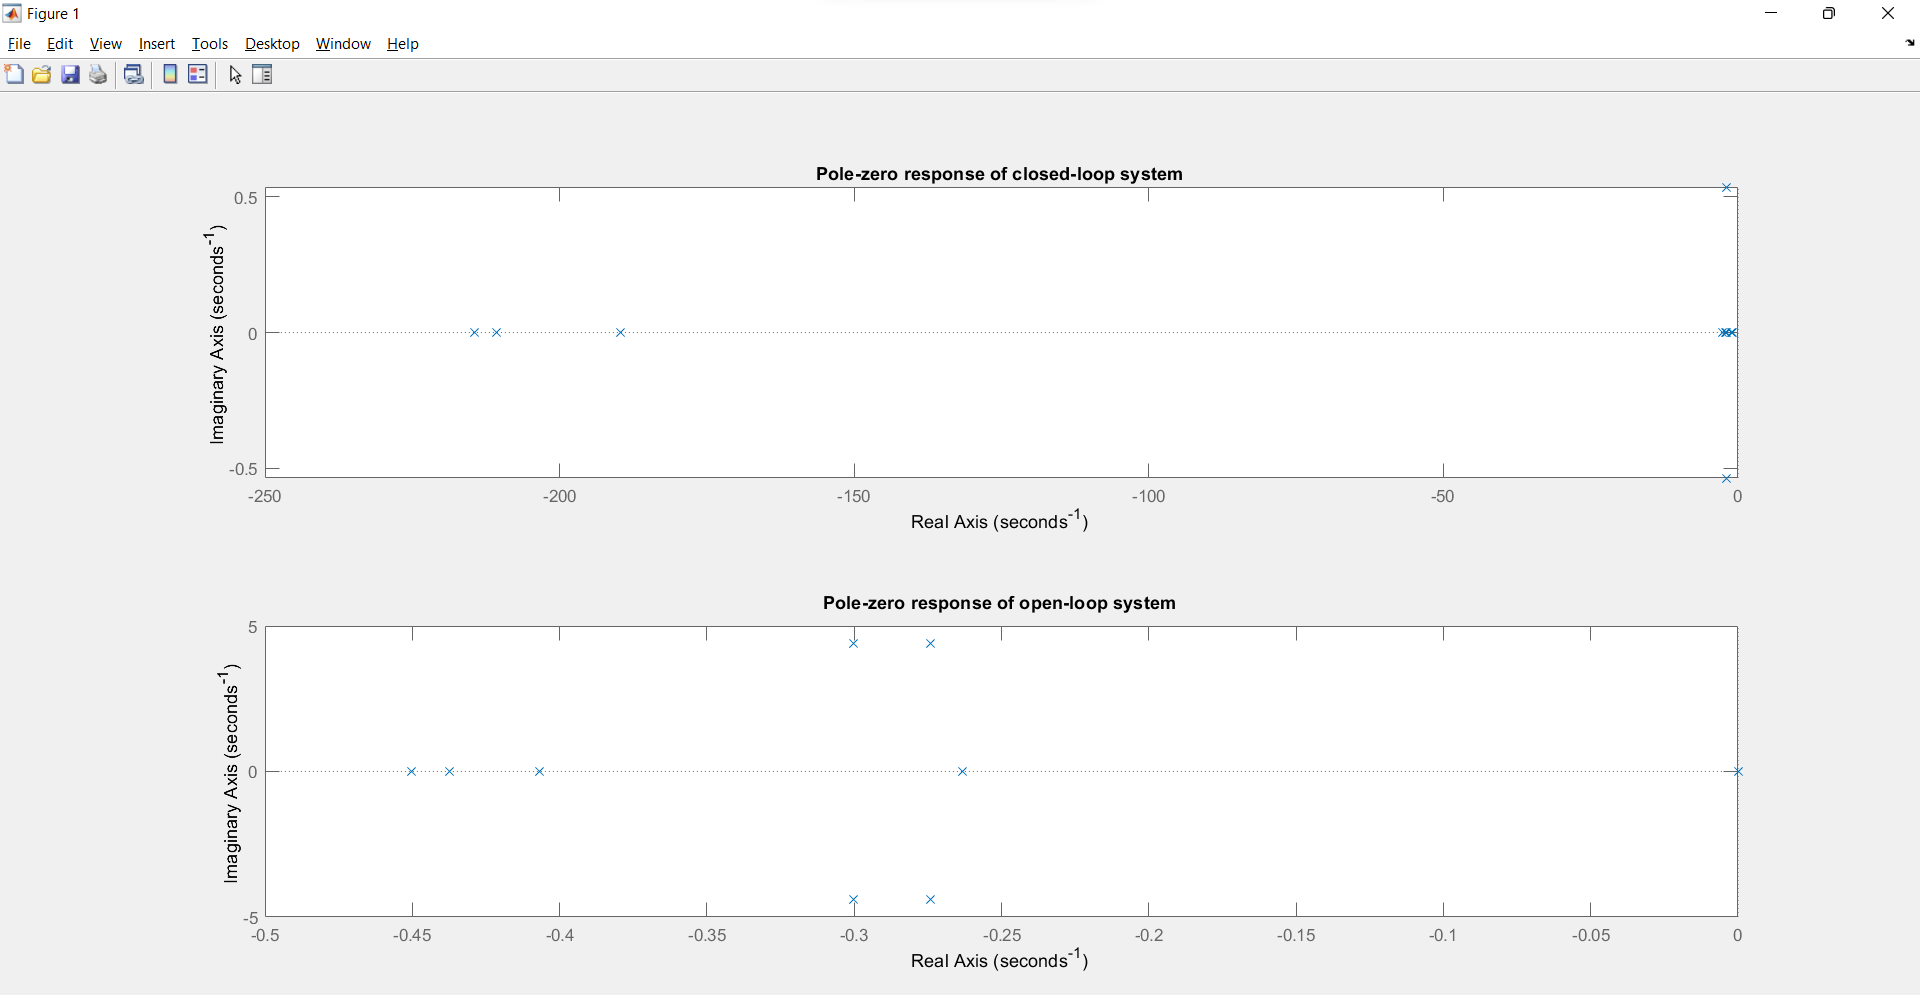 Figure 1
File Edit View Insert Tools Desktop Window Help
Pole-zero response of closed-loop system
0.5
0
-0.5
Imaginary Axis (seconds⁻¹)
-250 -200 -150 -100 -50 0
Real Axis (seconds⁻¹)
Pole-zero response of open-loop system
5
0
-5
Imaginary Axis (seconds⁻¹)
-0.5 -0.45 -0.4 -0.35 -0.3 -0.25 -0.2 -0.15 -0.1 -0.05 0
Real Axis (seconds⁻¹)